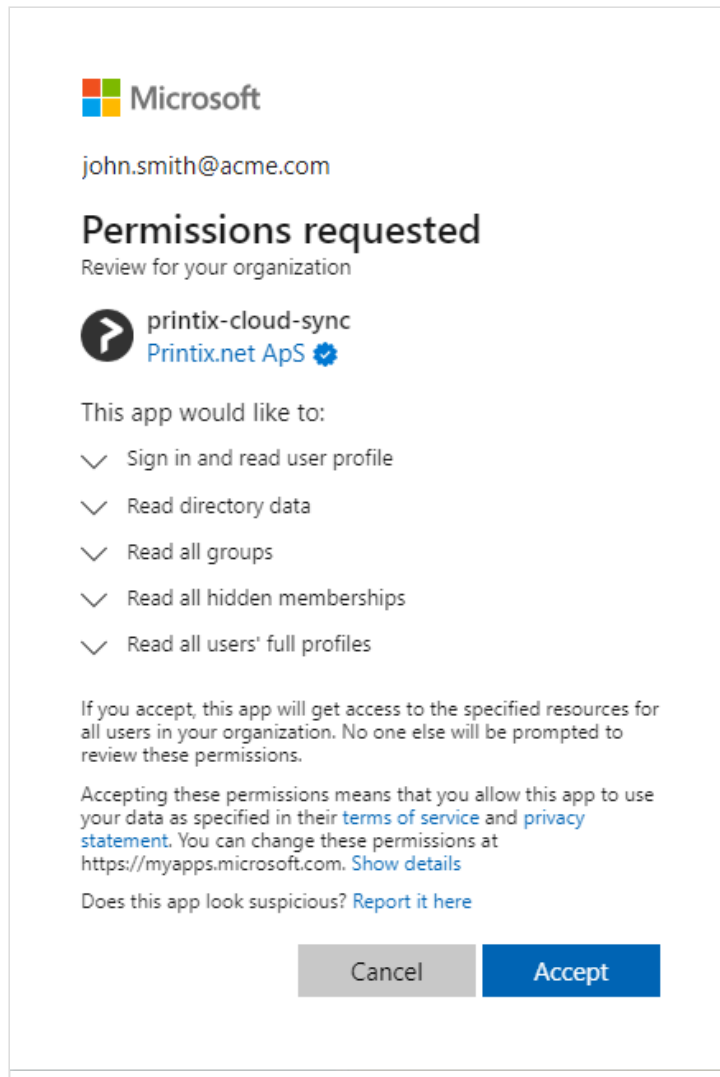 Microsoft
john.smith@acme.com
Permissions requested
Review for your organization
printix-cloud-sync
Printix.net ApS
This app would like to:
Sign in and read user profile
Read directory data
Read all groups
Read all hidden memberships
Read all users' full profiles
If you accept, this app will get access to the specified resources for
all users in your organization. No one else will be prompted to
review these permissions.
Accepting these permissions means that you allow this app to use
your data as specified in their terms of service and privacy
statement. You can change these permissions at
https://myapps.microsoft.com. Show details
Does this app look suspicious? Report it here
Cancel Accept